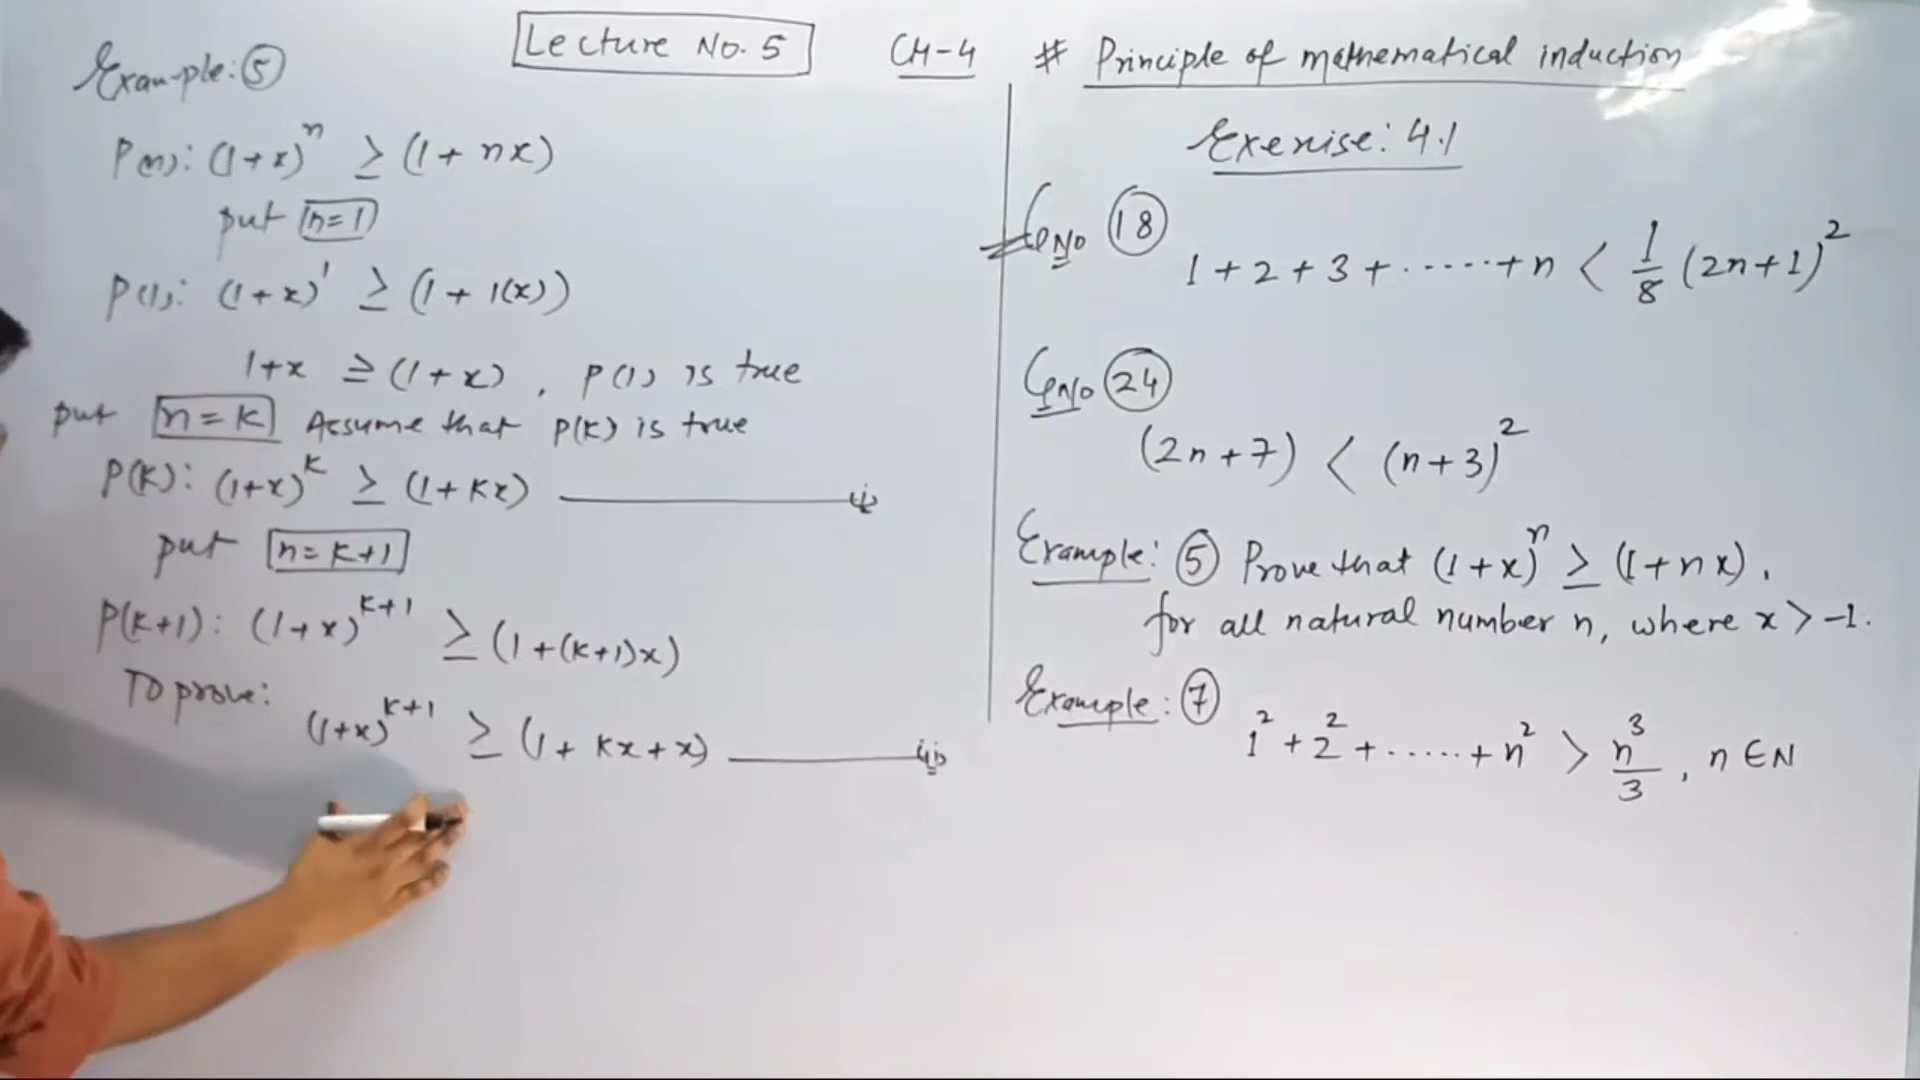 Lecture No. 5 CH-4 # Principle of mathematical induction
Example: 5
P(n): (1+x)^n ≥ (1 + nx)
put n=1
P(1): (1+x)^1 ≥ (1 + 1(x))
1+x ≥ (1+x), P(1) is true
put n=k Assume that P(k) is true
P(k): (1+x)^k ≥ (1+kx) (i)
put n=k+1
P(k+1): (1+x)^{k+1} ≥ (1+(k+1)x)
To prove:
(1+x)^{k+1} ≥ (1 + kx + x) (ii)
Exercise: 4.1
Q No 18
1 + 2 + 3 + ...... + n < 1/8 (2n+1)^2
Q No 24
(2n+7) < (n+3)^2
Example: 5 Prove that (1+x)^n ≥ (1+nx),
for all natural number n, where x > -1.
Example: 7
1^2 + 2^2 + ...... + n^2 > n^3/3, n ∈ N